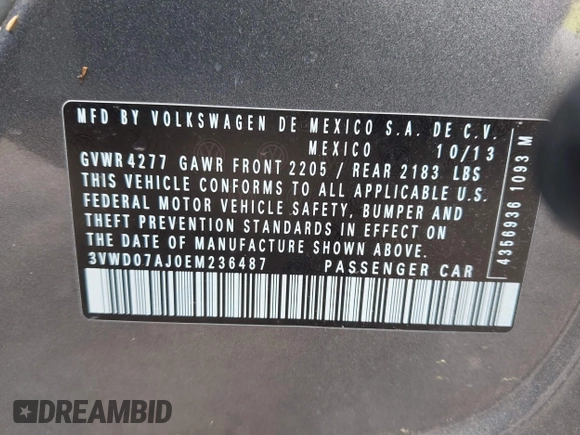 MFD BY VOLKSWAGEN DE MEXICO S.A. DE C.V.
MEXICO 10/13
GVWR 4277 GAWR FRONT 2205 / REAR 2183 LBS
THIS VEHICLE CONFORMS TO ALL APPLICABLE U.S.
FEDERAL MOTOR VEHICLE SAFETY, BUMPER AND
THEFT PREVENTION STANDARDS IN EFFECT ON
THE DATE OF MANUFACTURE SHOWN ABOVE.
3VWD07AJ0EM236487 PASSENGER CAR
4356936 1093 M
DREAMBID